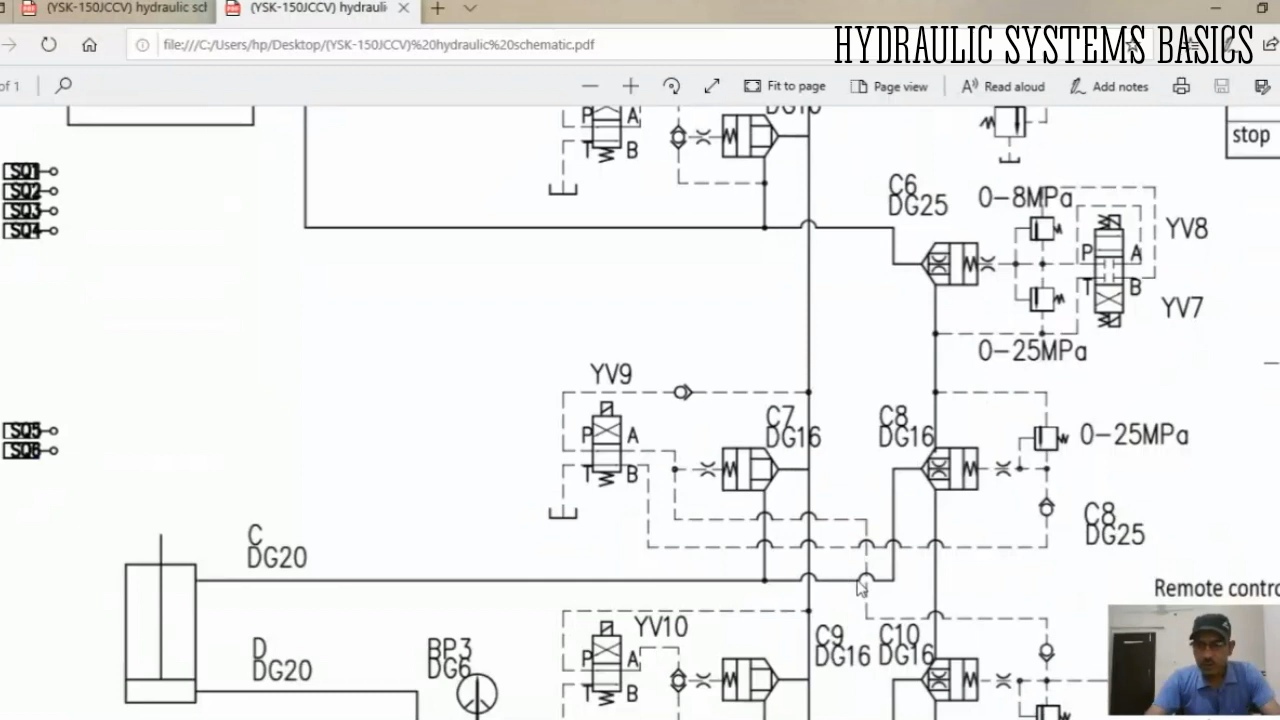 (YSK-150JCCV) hydraulic scl
(YSK-150JCCV) hydrauli
file:///C:/Users/hp/Desktop/(YSK-150JCCV)%20hydraulic%20schematic.pdf
HYDRAULIC SYSTEMS BASICS
of 1
Fit to page
Page view
Read aloud
Add notes
P A
T B
stop
SQ1
SQ2
SQ3
SQ4
C6
DG25
0-8MPa
YV8
P A
T B
YV7
0-25MPa
YV9
P A
T B
C7
DG16
C8
DG16
0-25MPa
SQ5
SQ6
C8
DG25
C
DG20
Remote contro
YV10
P A
T B
C9
DG16
C10
DG16
D
DG20
BP3
DG6